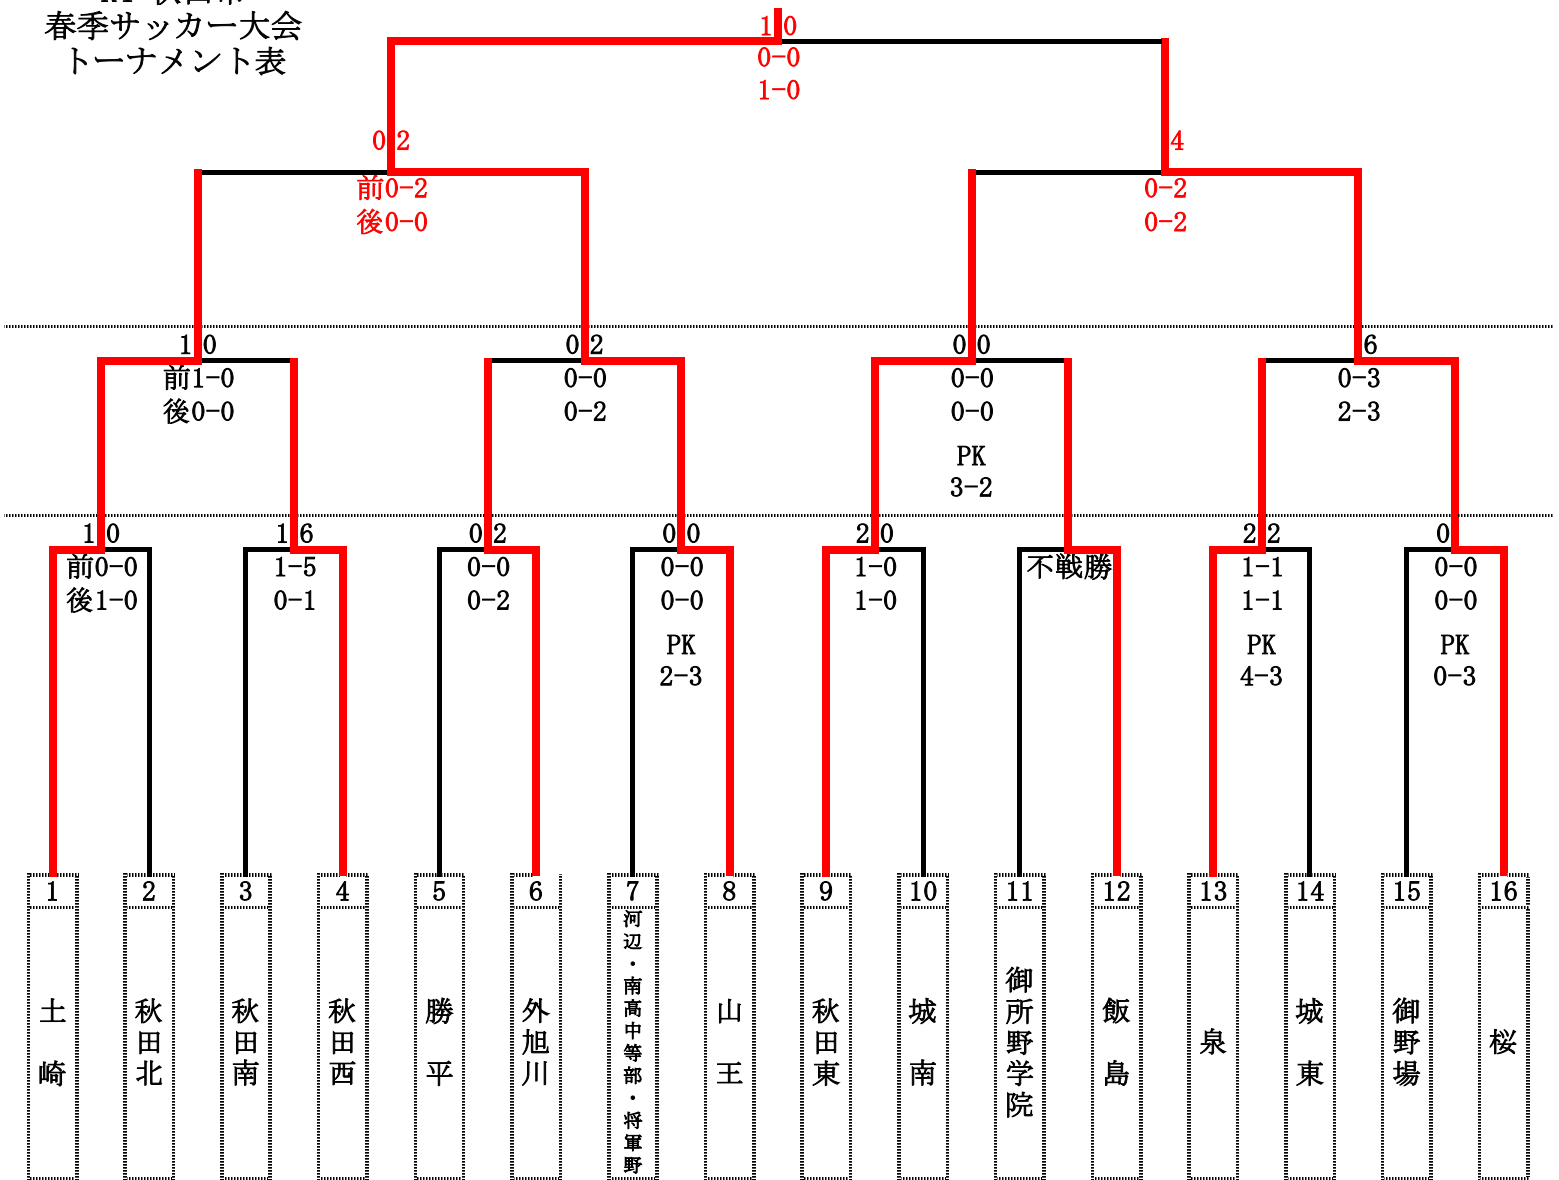 春季サッカー大会
トーナメント表
1 0
0-0
1-0
0 2
前0-2
後0-0
4
0-2
0-2
1 0
前1-0
後0-0
0 2
0-0
0-2
0 0
0-0
0-0
PK
3-2
6
0-3
2-3
1 0
前0-0
後1-0
1 6
1-5
0-1
0 2
0-0
0-2
0 0
0-0
0-0
PK
2-3
2 0
1-0
1-0
不戦勝
2 2
1-1
1-1
PK
4-3
0
0-0
0-0
PK
0-3
1
土崎
2
秋田北
3
秋田南
4
秋田西
5
勝平
6
外旭川
7
河辺・南高中等部・将軍野
8
山王
9
秋田東
10
城南
11
御所野学院
12
飯島
13
泉
14
城東
15
御野場
16
桜